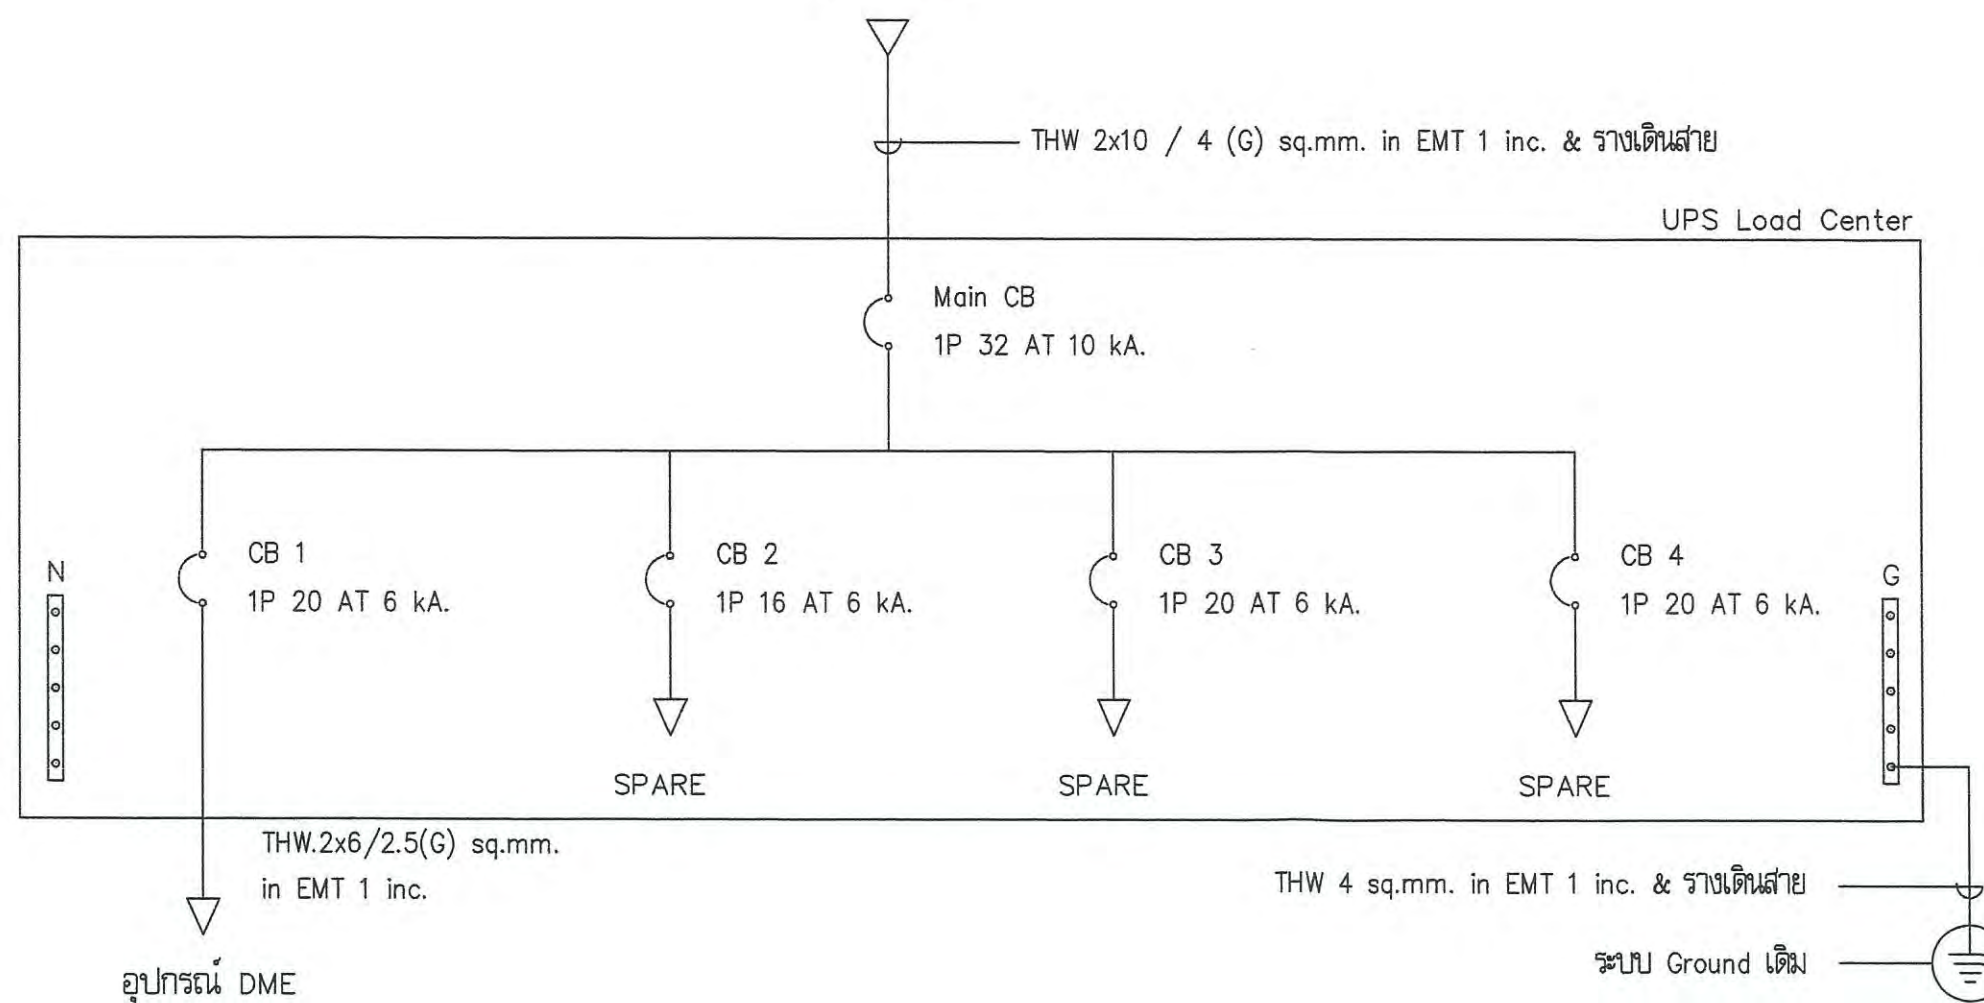 THW 2x10 / 4 (G) sq.mm. in EMT 1 inc. & รางเดินสาย
UPS Load Center
Main CB
1P 32 AT 10 kA.
N
CB 1
1P 20 AT 6 kA.
CB 2
1P 16 AT 6 kA.
CB 3
1P 20 AT 6 kA.
CB 4
1P 20 AT 6 kA.
G
SPARE
SPARE
SPARE
THW.2x6/2.5(G) sq.mm.
in EMT 1 inc.
THW 4 sq.mm. in EMT 1 inc. & รางเดินสาย
ระบบ Ground เดิม
อุปกรณ์ DME